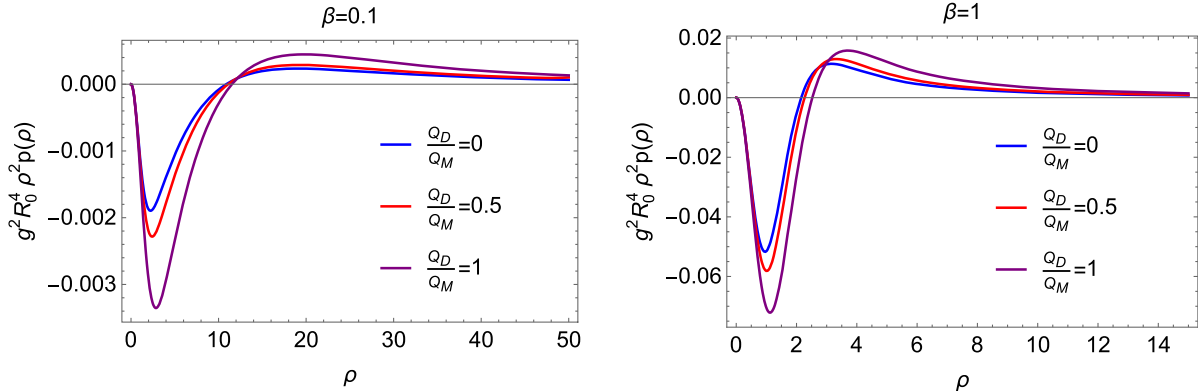 β=0.1
g²R₀⁴ ρ²p(ρ)
0.000
-0.001
-0.002
-0.003
Q_D/Q_M=0
Q_D/Q_M=0.5
Q_D/Q_M=1
0 10 20 30 40 50
ρ
β=1
g²R₀⁴ ρ²p(ρ)
0.02
0.00
-0.02
-0.04
-0.06
Q_D/Q_M=0
Q_D/Q_M=0.5
Q_D/Q_M=1
0 2 4 6 8 10 12 14
ρ